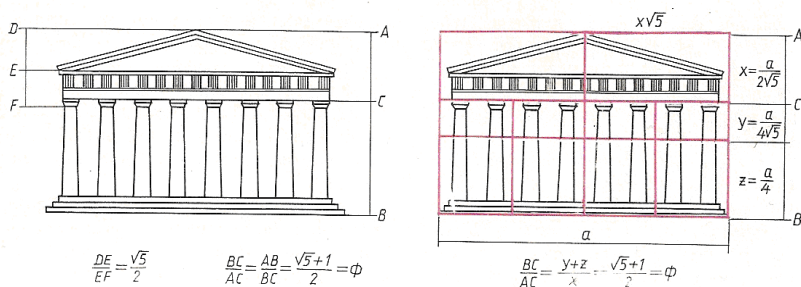 D
A
E
F
C
B
DE/EF = √5/2
BC/AC = AB/BC = (√5+1)/2 = Φ
x√5
A
x = a/2√5
C
y = a/4√5
z = a/4
B
a
BC/AC = (y+z)/x = (√5+1)/2 = Φ